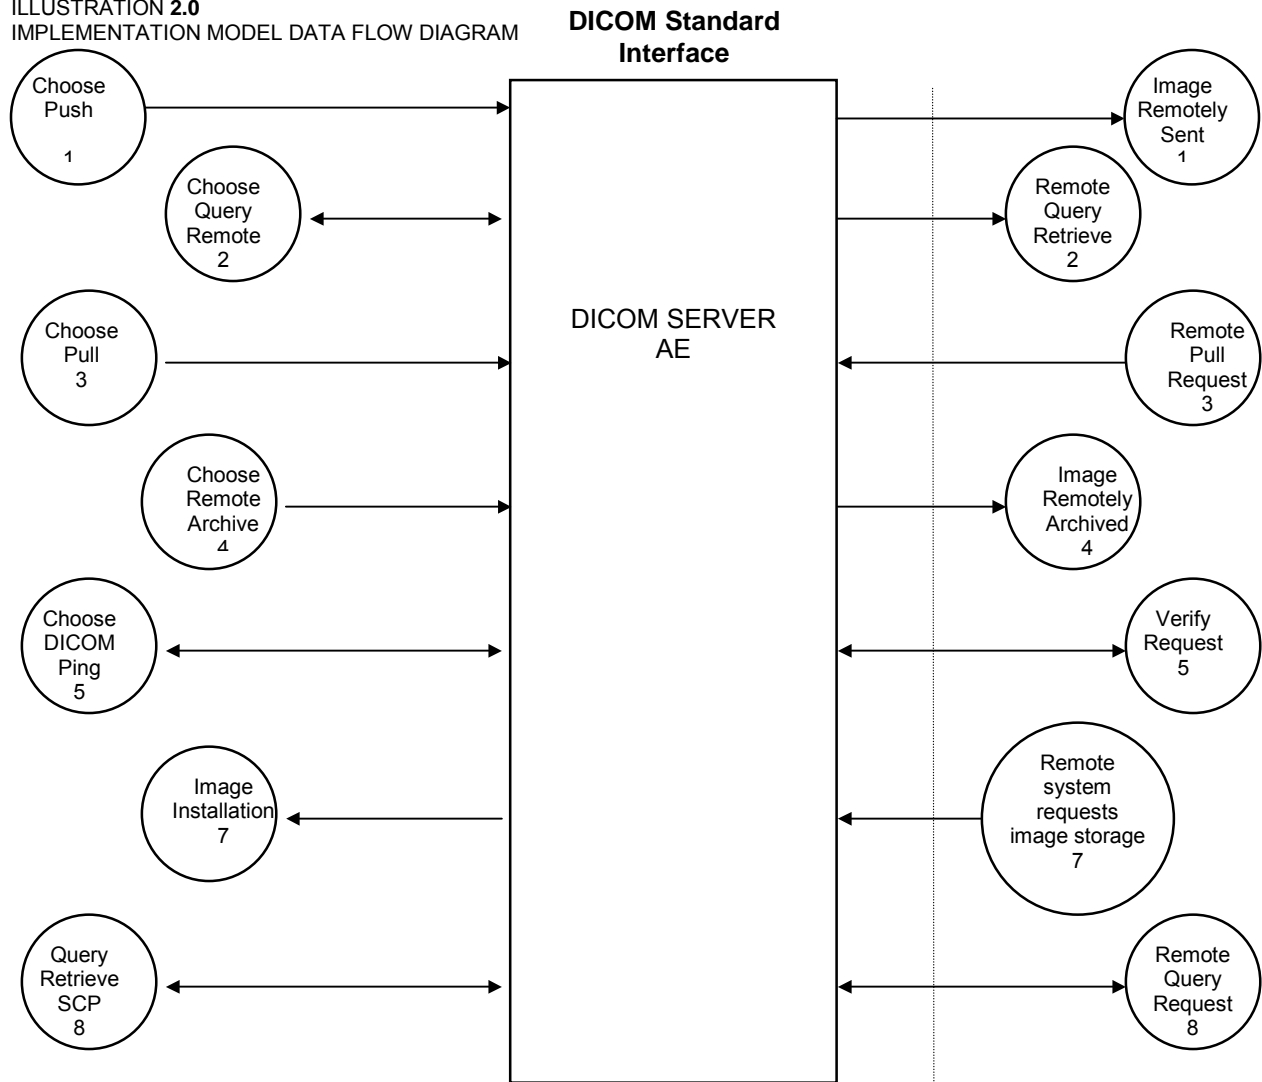 ILLUSTRATION 2.0
IMPLEMENTATION MODEL DATA FLOW DIAGRAM
DICOM Standard
Interface
Choose
Push
1
Image
Remotely
Sent
1
Choose
Query
Remote
2
Remote
Query
Retrieve
2
DICOM SERVER
AE
Choose
Pull
3
Remote
Pull
Request
3
Choose
Remote
Archive
4
Image
Remotely
Archived
4
Choose
DICOM
Ping
5
Verify
Request
5
Image
Installation
7
Remote
system
requests
image storage
7
Query
Retrieve
SCP
8
Remote
Query
Request
8